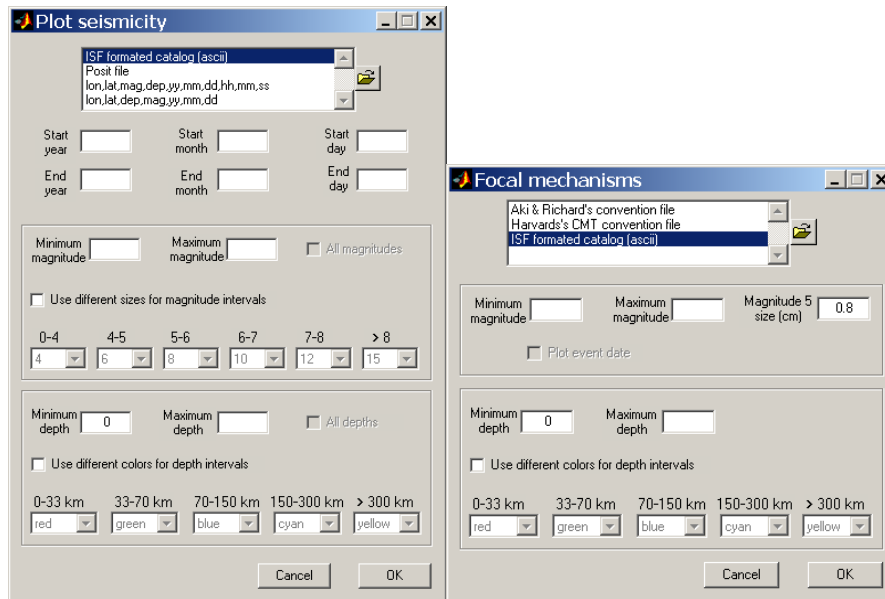 Plot seismicity
ISF formated catalog (ascii)
Posit file
lon,lat,mag,dep,yy,mm,dd,hh,mm,ss
lon,lat,dep,mag,yy,mm,dd
Start year
Start month
Start day
End year
End month
End day
Minimum magnitude
Maximum magnitude
All magnitudes
Use different sizes for magnitude intervals
0-4 4-5 5-6 6-7 7-8 > 8
4 6 8 10 12 15
Minimum depth 0
Maximum depth
All depths
Use different colors for depth intervals
0-33 km 33-70 km 70-150 km 150-300 km > 300 km
red green blue cyan yellow
Cancel OK
Focal mechanisms
Aki & Richard's convention file
Harvards's CMT convention file
ISF formated catalog (ascii)
Minimum magnitude
Maximum magnitude
Magnitude 5 size (cm) 0.8
Plot event date
Minimum depth 0
Maximum depth
Use different colors for depth intervals
0-33 km 33-70 km 70-150 km 150-300 km > 300 km
red green blue cyan yellow
Cancel OK